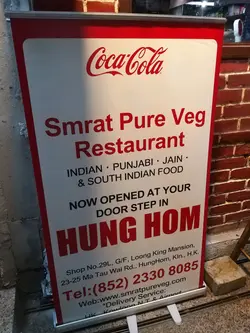 Coca-Cola
Smrat Pure Veg
Restaurant
INDIAN · PUNJABI · JAIN ·
& SOUTH INDIAN FOOD
NOW OPENED AT YOUR
DOOR STEP IN
HUNG HOM
Shop No.29L, G/F, Loong King Mansion,
23-25 Ma Tau Wai Rd., HungHom, Kln., H.K.
Tel:(852) 2330 8085
Web:www.smratpureveg.com
*Delivery Service: